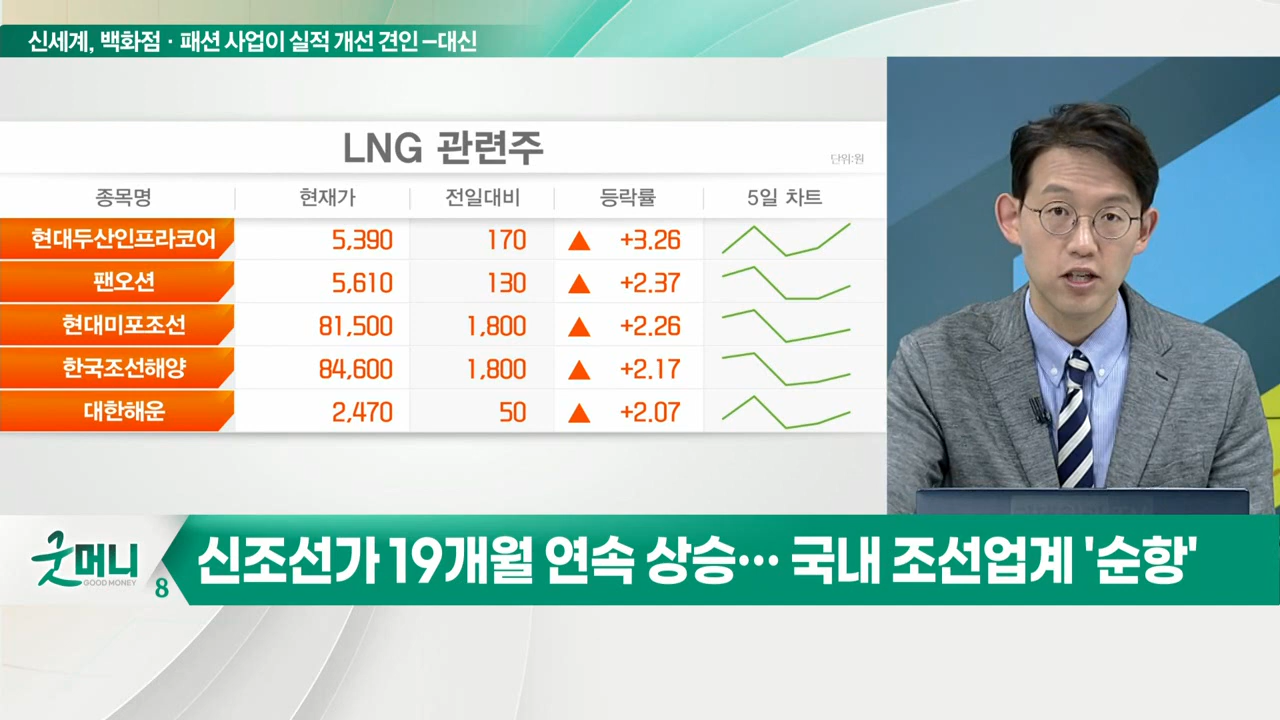 신세계, 백화점 · 패션 사업이 실적 개선 견인 –대신
LNG 관련주
단위:원
종목명 현재가 전일대비 등락률 5일 차트
현대두산인프라코어 5,390 170 ▲ +3.26
팬오션 5,610 130 ▲ +2.37
현대미포조선 81,500 1,800 ▲ +2.26
한국조선해양 84,600 1,800 ▲ +2.17
대한해운 2,470 50 ▲ +2.07
굿머니
GOOD MONEY
8
신조선가 19개월 연속 상승… 국내 조선업계 '순항'